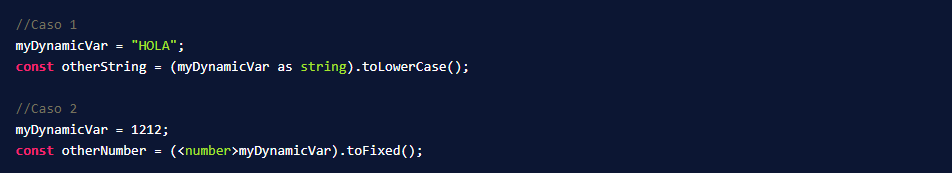 //Caso 1
myDynamicVar = "HOLA";
const otherString = (myDynamicVar as string).toLowerCase();
//Caso 2
myDynamicVar = 1212;
const otherNumber = (<number>myDynamicVar).toFixed();